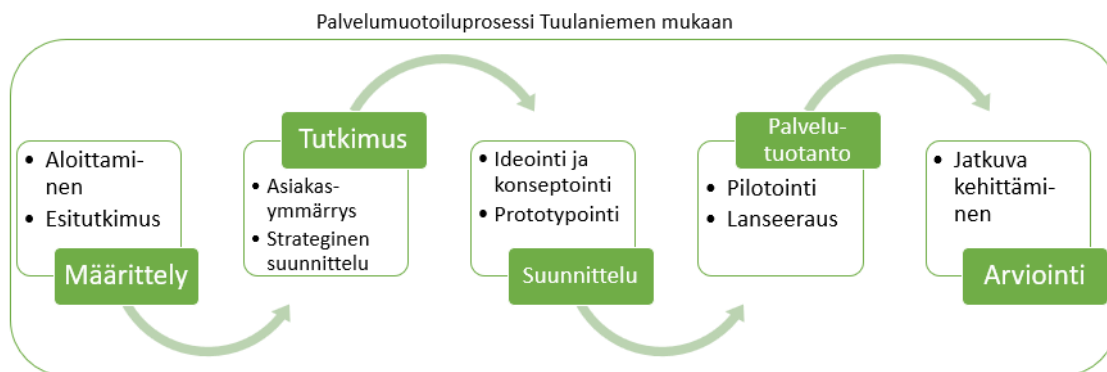 Palvelumuotoiluprosessi Tuulaniemen mukaan
• Aloittami-
nen
• Esitutkimus
Määrittely
Tutkimus
• Asiakas-
ymmärrys
• Strateginen
suunnittelu
• Ideointi ja
konseptointi
• Prototypointi
Suunnittelu
Palvelu-
tuotanto
• Pilotointi
• Lanseeraus
• Jatkuva
kehittämi-
nen
Arviointi